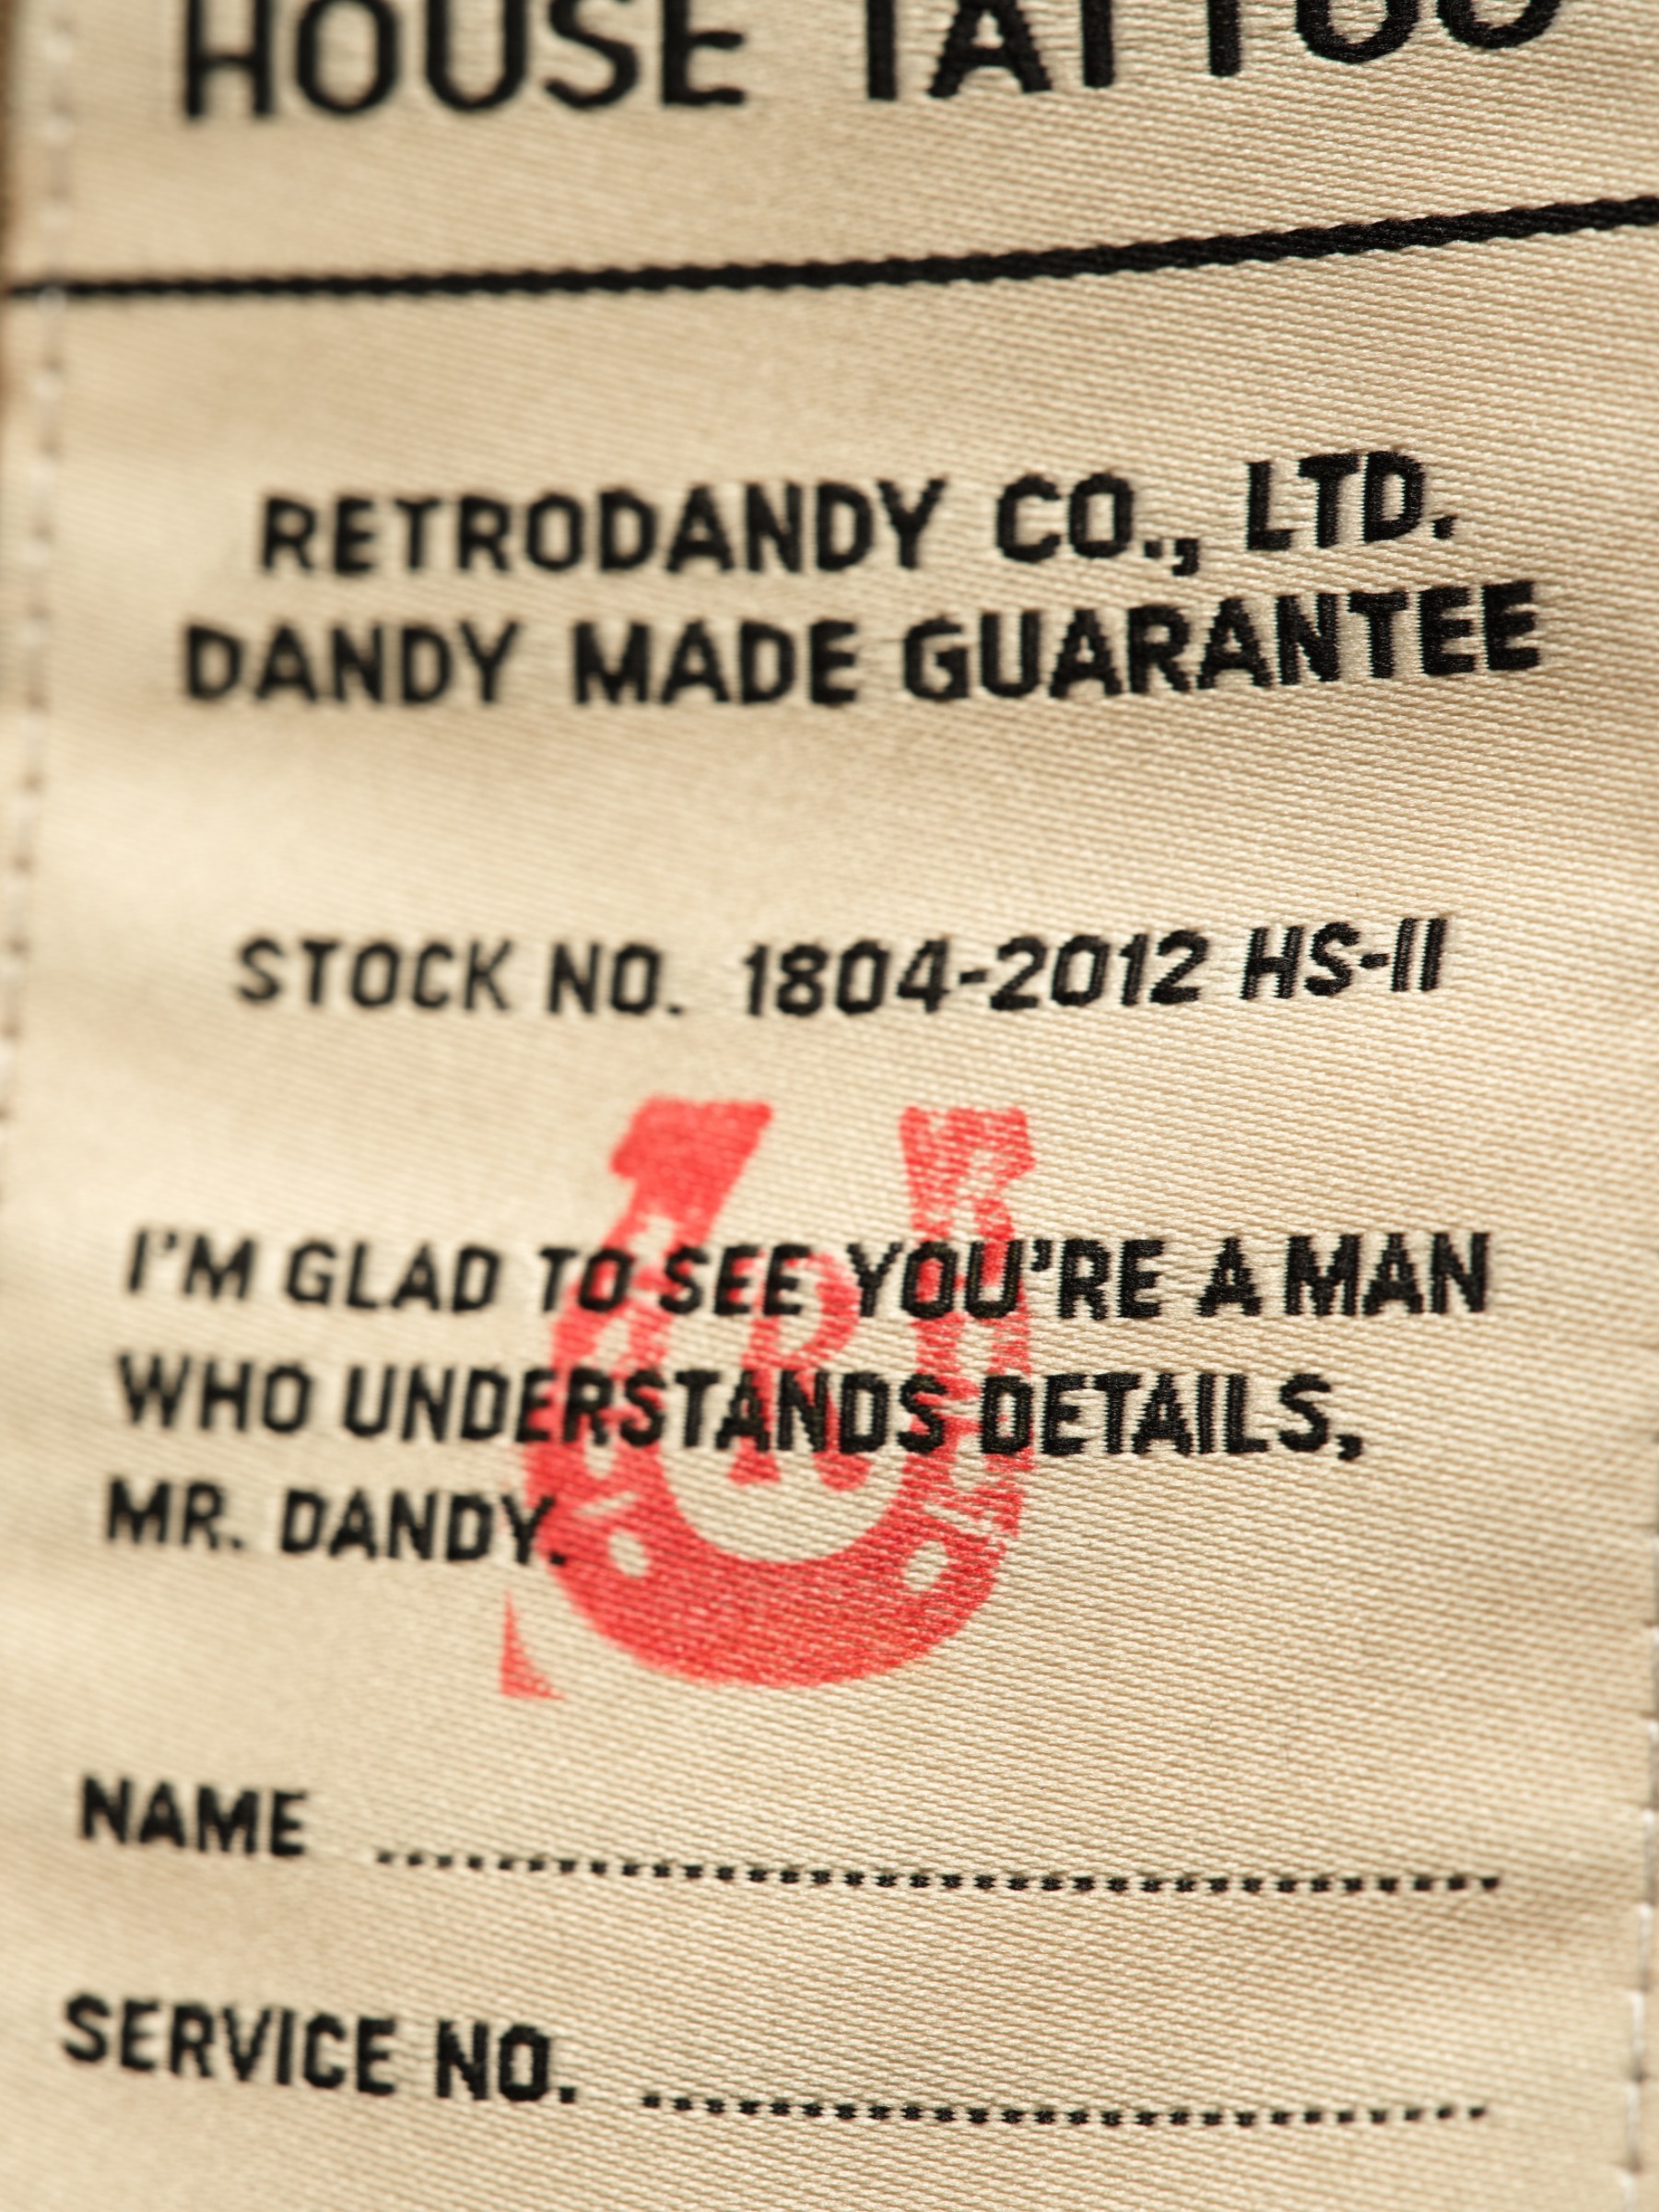 HOUSE TATTOO
RETRODANDY CO., LTD.
DANDY MADE GUARANTEE
STOCK NO. 1804-2012 HS-II
I'M GLAD TO SEE YOU'RE A MAN
WHO UNDERSTANDS DETAILS,
MR. DANDY.
R
NAME
SERVICE NO.